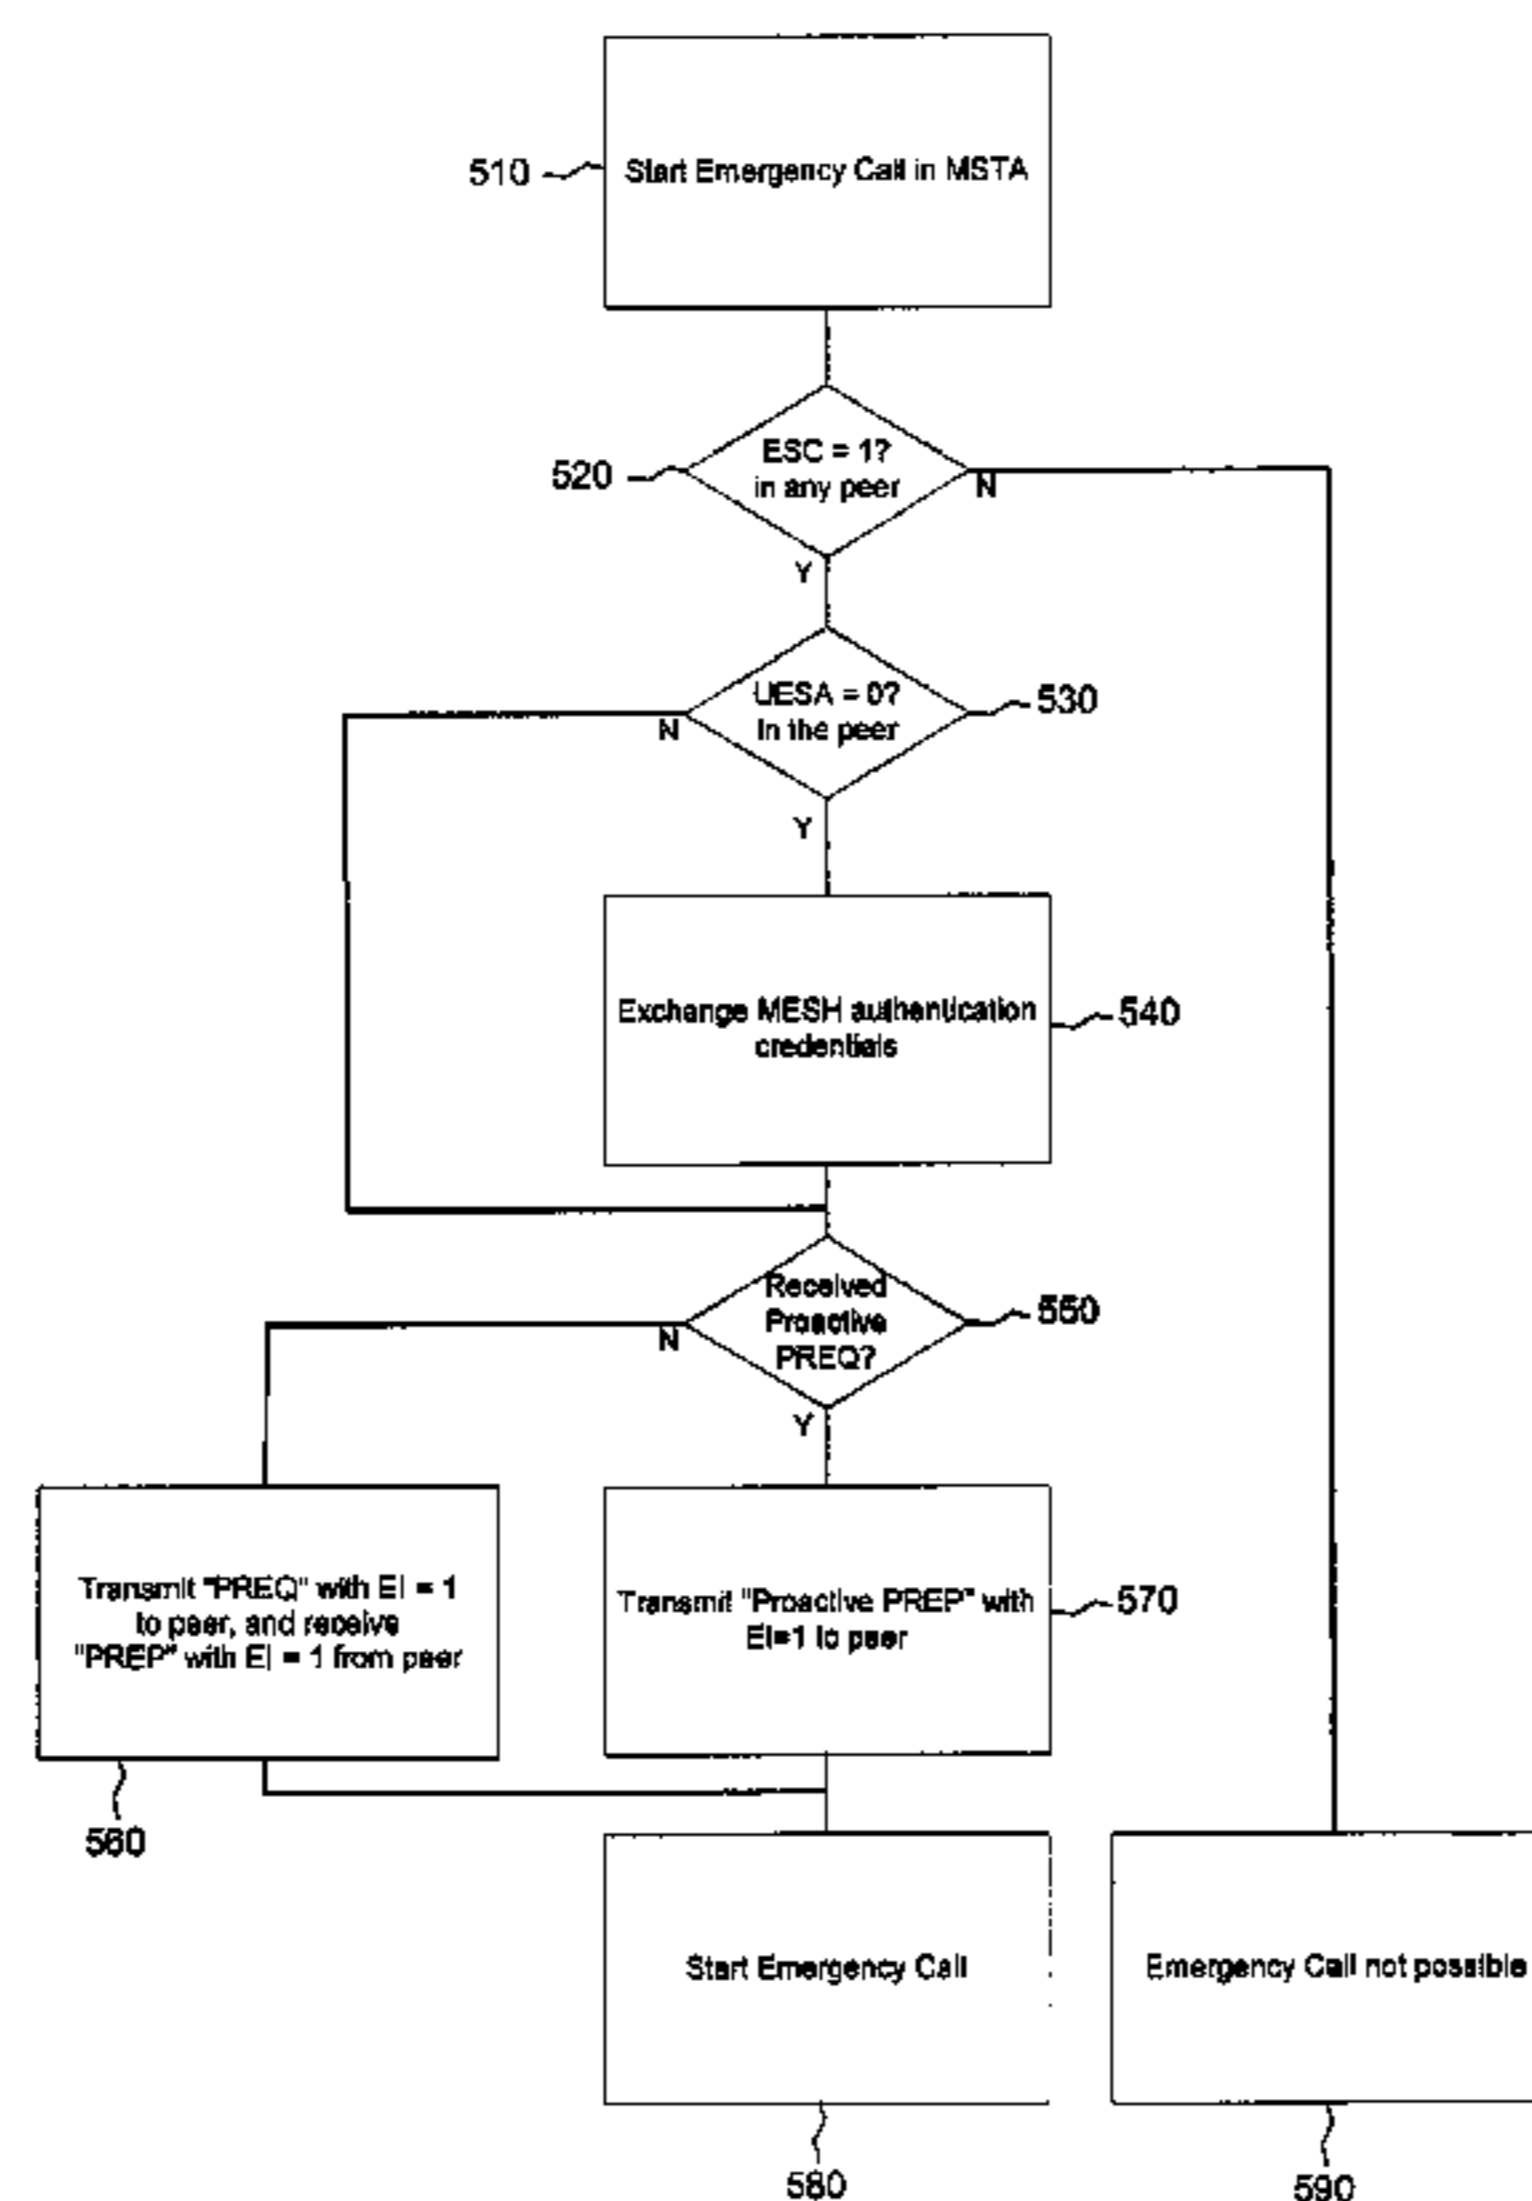 510
Start Emergency Call in MSTA
520
ESC = 1?
in any peer
N
Y
UESA = 0?
In the peer
530
N
Y
Exchange MESH authentication
credentials
540
Received
Proactive
PREQ?
550
N
Y
Transmit "PREQ" with EI = 1
to peer, and receive
"PREP" with EI = 1 from peer
Transmit "Proactive PREP" with
EI=1 to peer
570
560
Start Emergency Call
Emergency Call not possible
580
590